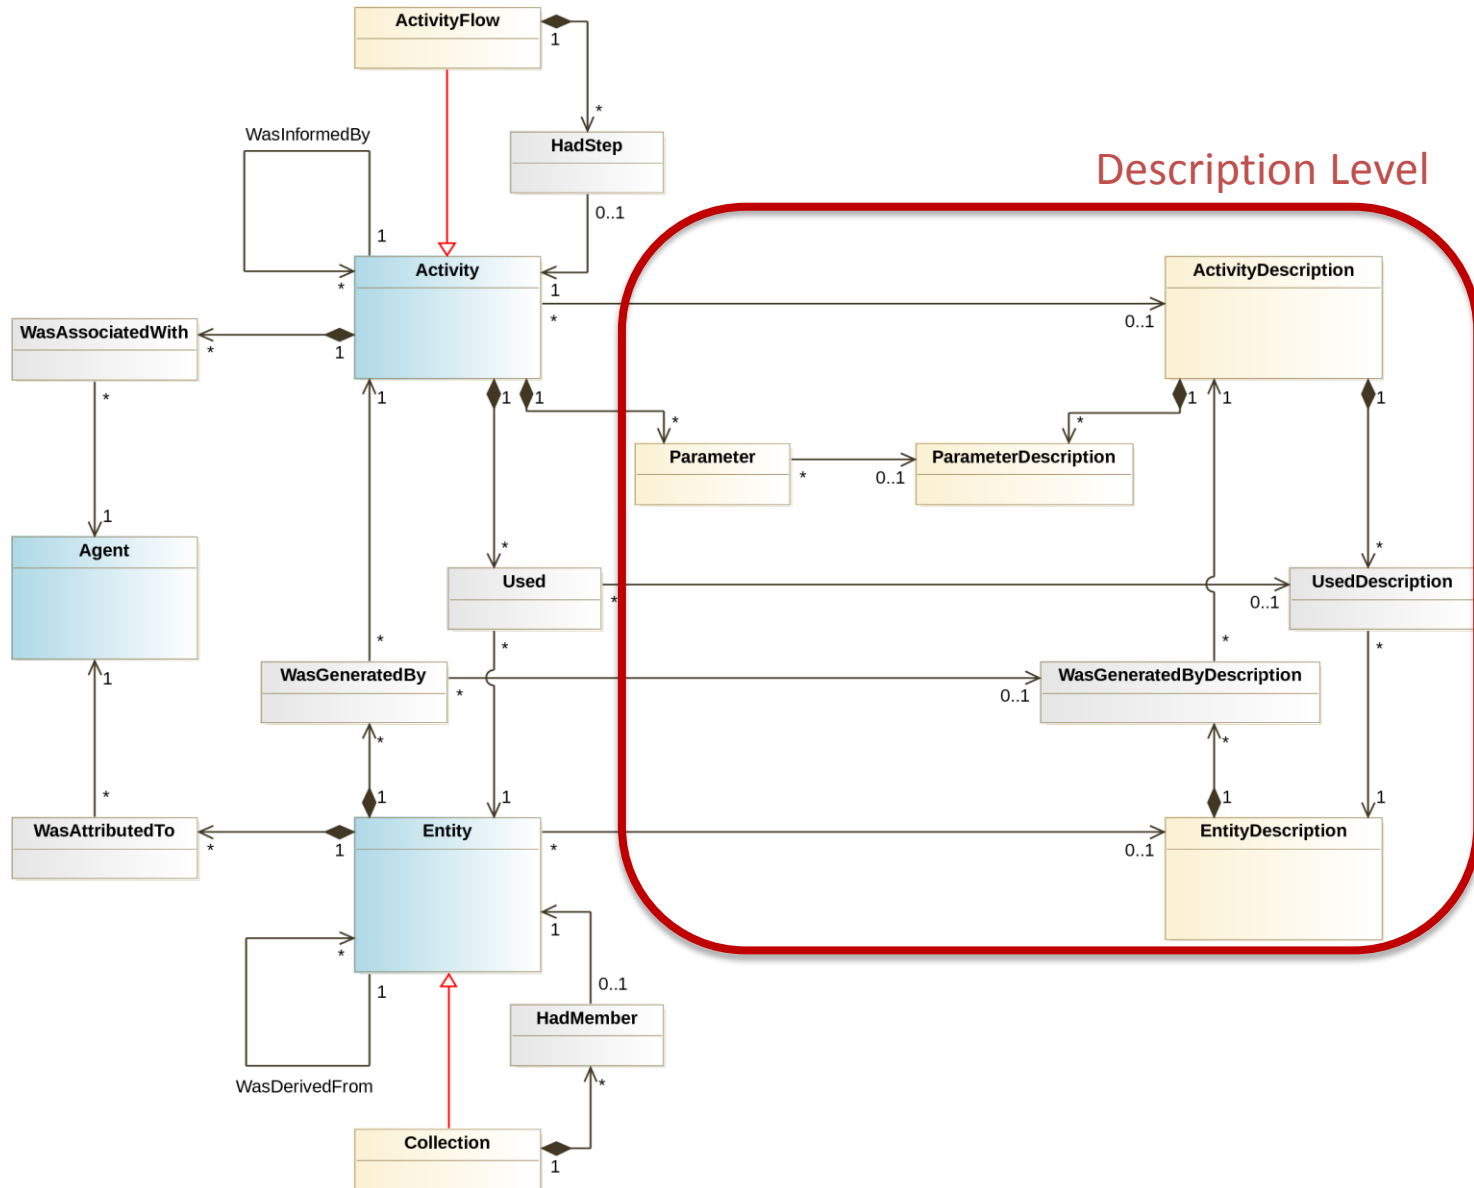 ActivityFlow
1
*
WasInformedBy
HadStep
Description Level
0..1
1
Activity
ActivityDescription
*
1
*
0..1
WasAssociatedWith
*
1
*
1
1
1
1
1
1
*
*
Parameter
ParameterDescription
*
0..1
1
Agent
*
*
Used
UsedDescription
*
0..1
*
*
*
*
WasGeneratedBy
WasGeneratedByDescription
1
*
0..1
*
*
*
1
1
1
1
WasAttributedTo
Entity
EntityDescription
*
1
*
0..1
1
*
1
0..1
HadMember
WasDerivedFrom
*
Collection
1